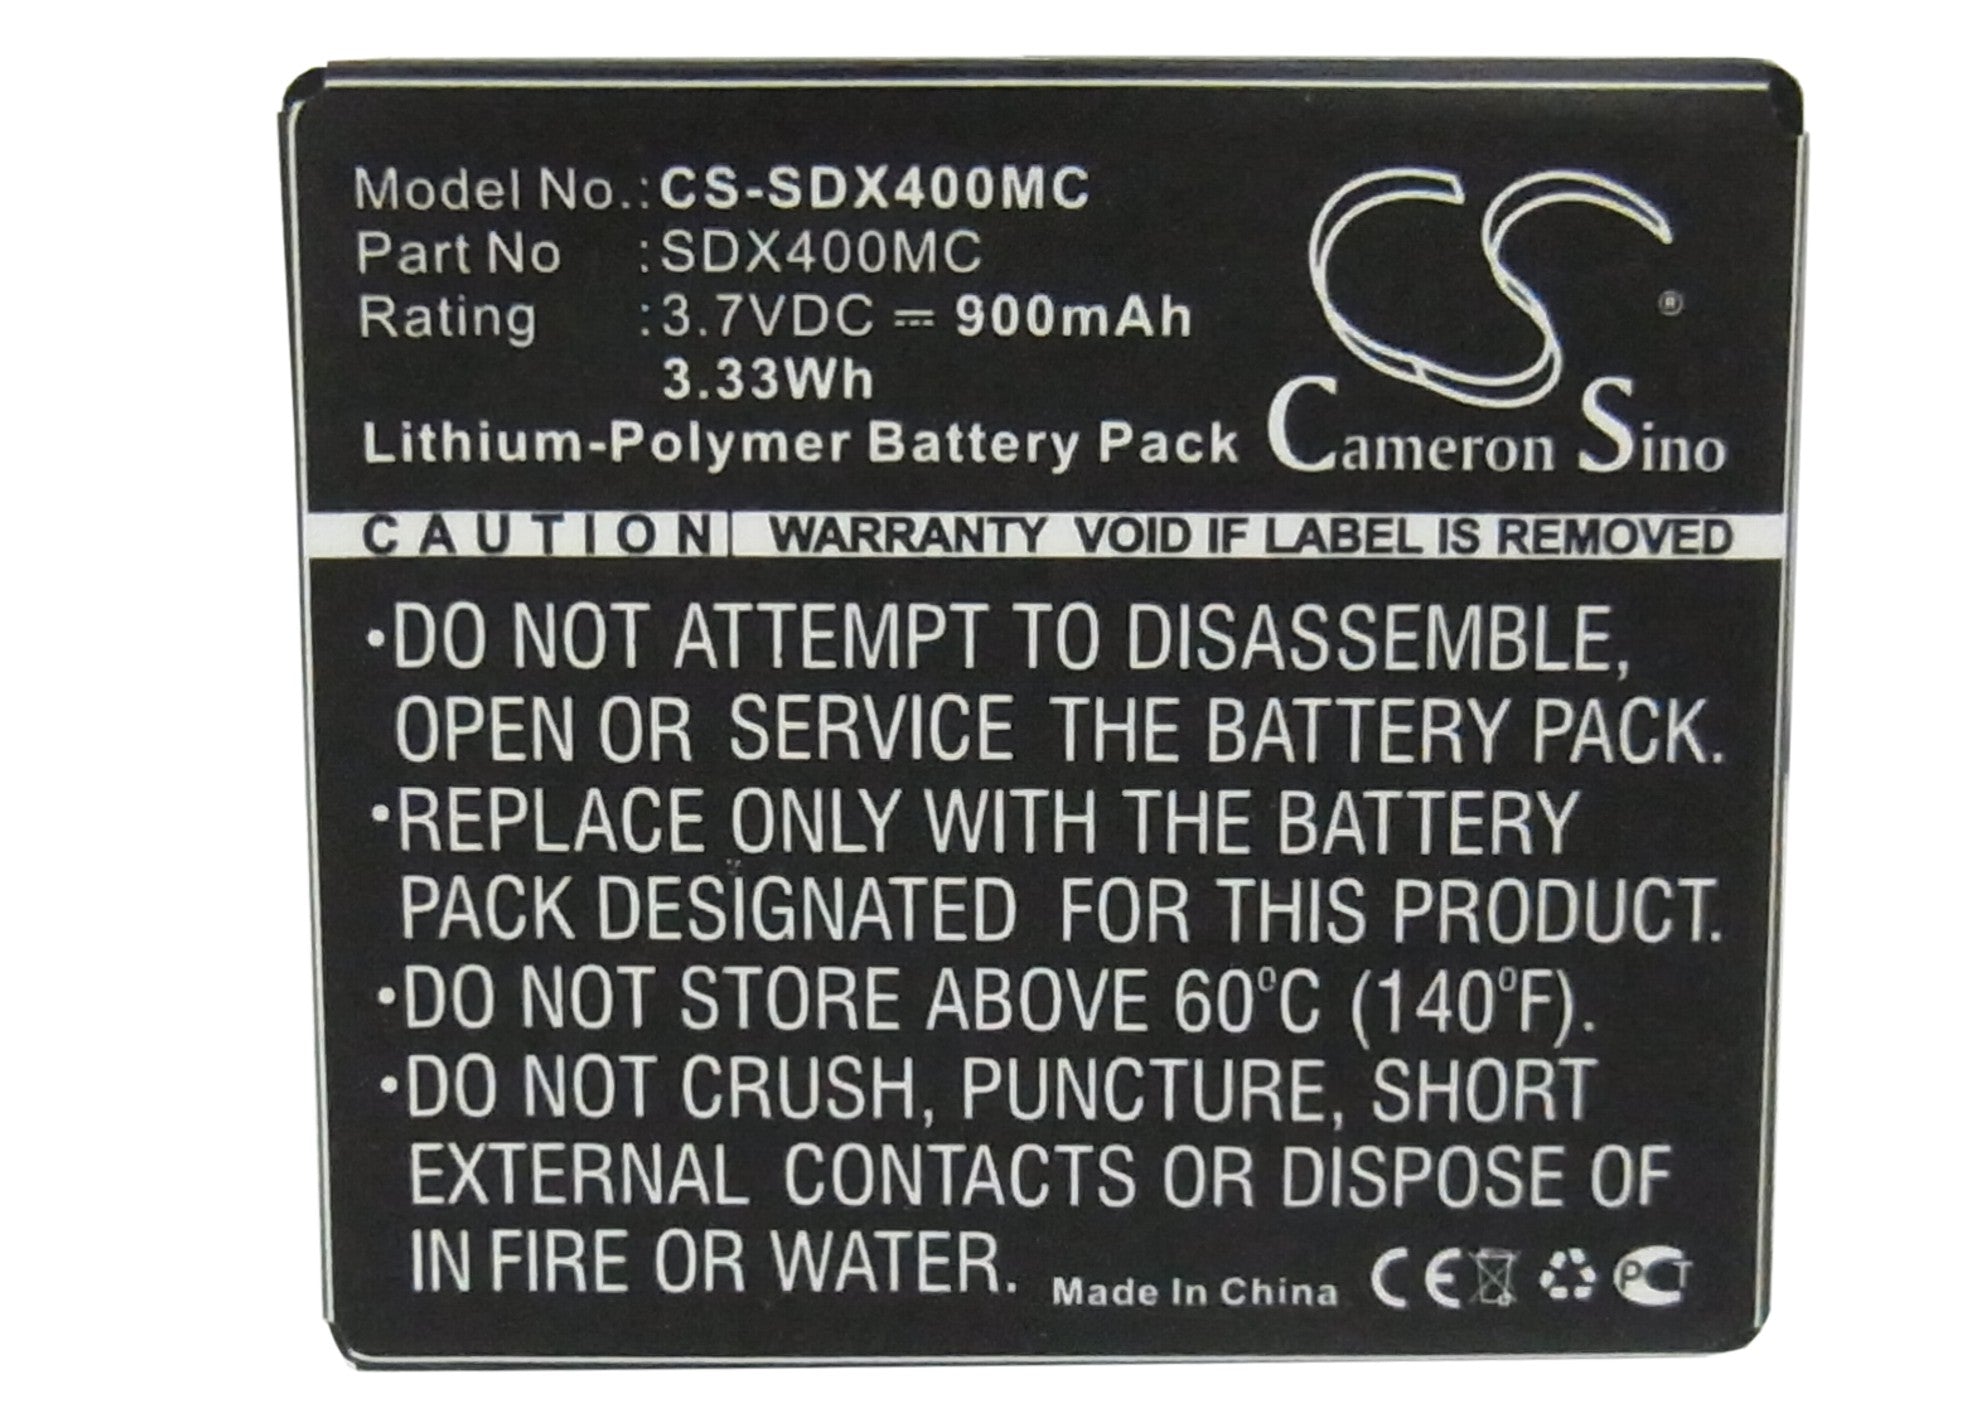 Model No.: CS-SDX400MC
Part No : SDX400MC
Rating : 3.7VDC ⎓ 900mAh
3.33Wh
Lithium-Polymer Battery Pack
CS
®
Cameron Sino
CAUTION| WARRANTY VOID IF LABEL IS REMOVED
•DO NOT ATTEMPT TO DISASSEMBLE,
OPEN OR SERVICE THE BATTERY PACK.
•REPLACE ONLY WITH THE BATTERY
PACK DESIGNATED FOR THIS PRODUCT.
•DO NOT STORE ABOVE 60°C (140°F).
•DO NOT CRUSH, PUNCTURE, SHORT
EXTERNAL CONTACTS OR DISPOSE OF
IN FIRE OR WATER.
Made In China CE PCT